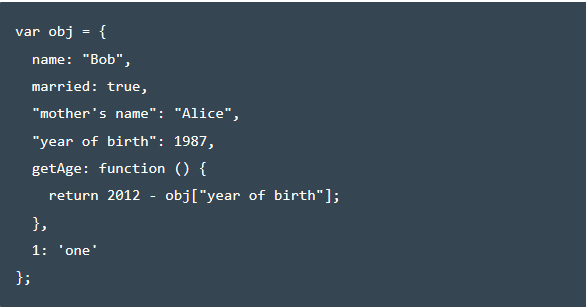 var obj = {
  name: "Bob",
  married: true,
  "mother's name": "Alice",
  "year of birth": 1987,
  getAge: function () {
    return 2012 - obj["year of birth"];
  },
  1: 'one'
};